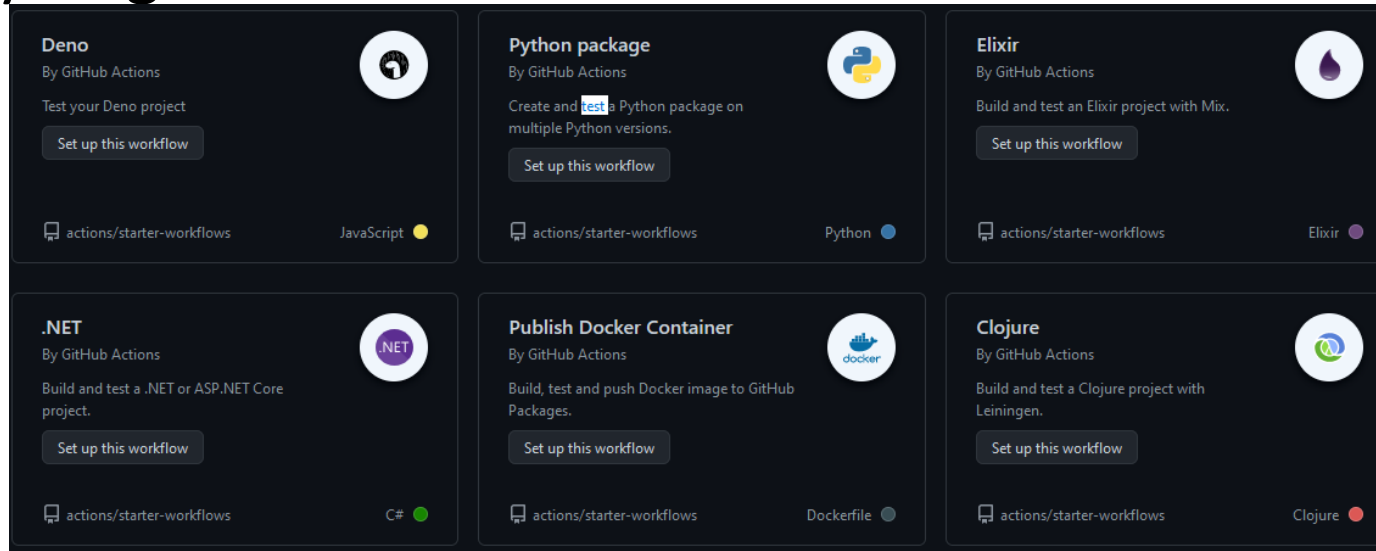 Deno
By GitHub Actions
Test your Deno project
Set up this workflow
actions/starter-workflows
JavaScript
Python package
By GitHub Actions
Create and test a Python package on
multiple Python versions.
Set up this workflow
actions/starter-workflows
Python
Elixir
By GitHub Actions
Build and test an Elixir project with Mix.
Set up this workflow
actions/starter-workflows
Elixir
.NET
By GitHub Actions
.NET
Build and test a .NET or ASP.NET Core
project.
Set up this workflow
actions/starter-workflows
C#
Publish Docker Container
By GitHub Actions
docker
Build, test and push Docker image to GitHub
Packages.
Set up this workflow
actions/starter-workflows
Dockerfile
Clojure
By GitHub Actions
Build and test a Clojure project with
Leiningen.
Set up this workflow
actions/starter-workflows
Clojure